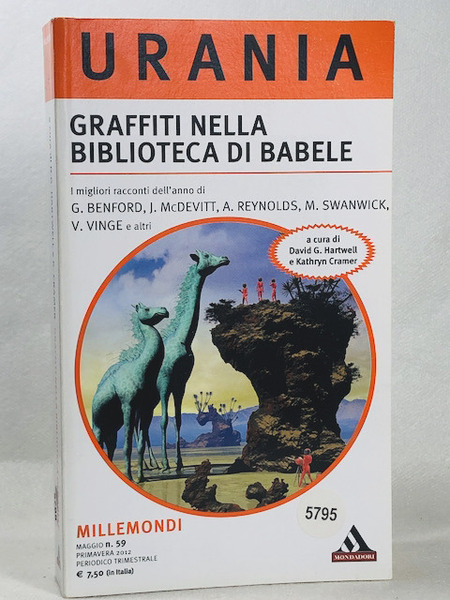 URANIA
GRAFFITI NELLA
BIBLIOTECA DI BABELE
I migliori racconti dell'anno di
G. BENFORD, J. McDEVITT, A. REYNOLDS, M. SWANWICK,
V. VINGE e altri
a cura di
David G. Hartwell
e Kathryn Cramer
MILLEMONDI
MAGGIO n. 59
PRIMAVERA 2012
PERIODICO TRIMESTRALE
€ 7,50 (in Italia)
5795
MONDADORI